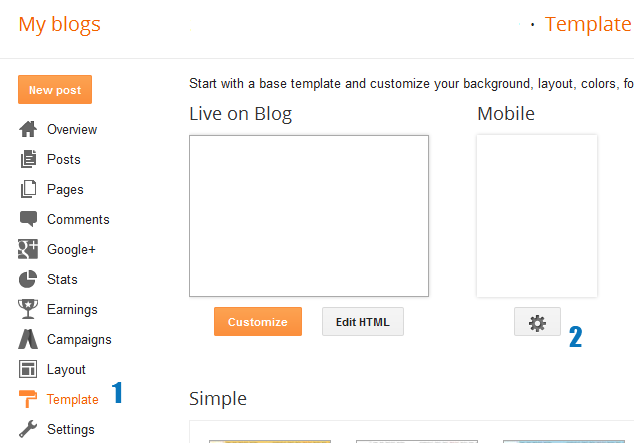 My blogs
· Template
New post
Start with a base template and customize your background, layout, colors, fo
Live on Blog
Mobile
Overview
Posts
Pages
Comments
Google+
Stats
Earnings
Campaigns
Layout
Template 1
Settings
Customize
Edit HTML
2
Simple